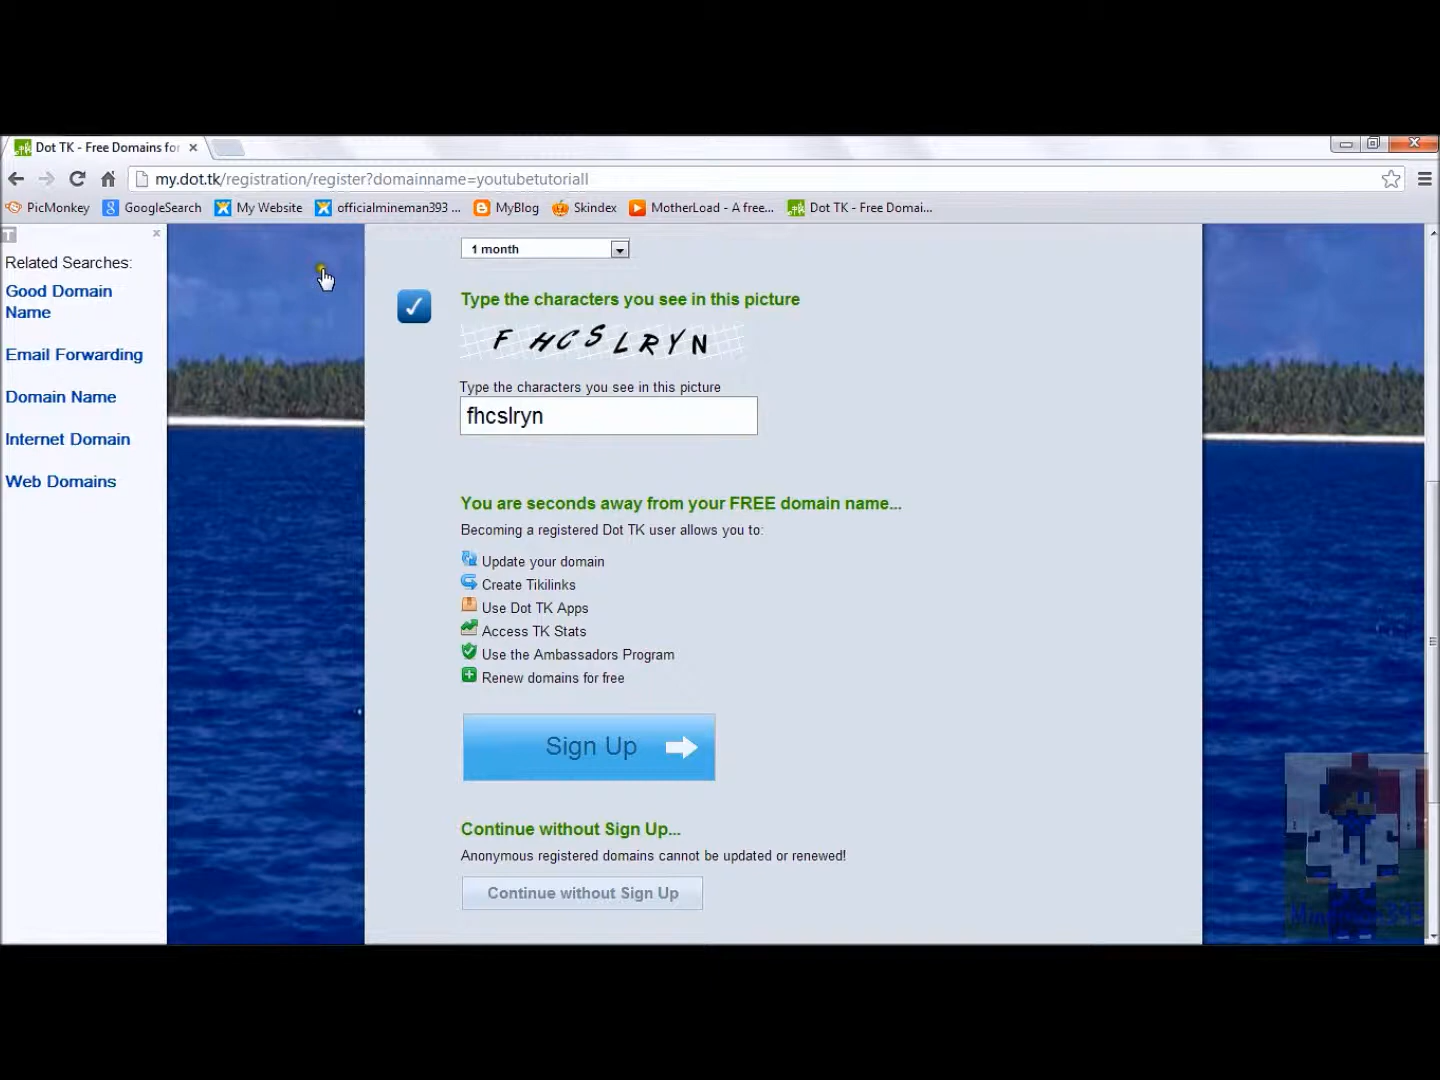 Dot TK - Free Domains for
my.dot.tk/registration/register?domainname=youtubetutoriall
PicMonkey GoogleSearch My Website officialmineman393 ... MyBlog Skindex MotherLoad - A free... Dot TK - Free Domai...
T
Related Searches:
Good Domain
Name
Email Forwarding
Domain Name
Internet Domain
Web Domains
1 month
Type the characters you see in this picture
F HCSLRYN
Type the characters you see in this picture
fhcslryn
You are seconds away from your FREE domain name...
Becoming a registered Dot TK user allows you to:
Update your domain
Create Tikilinks
Use Dot TK Apps
Access TK Stats
Use the Ambassadors Program
Renew domains for free
Sign Up
Continue without Sign Up...
Anonymous registered domains cannot be updated or renewed!
Continue without Sign Up